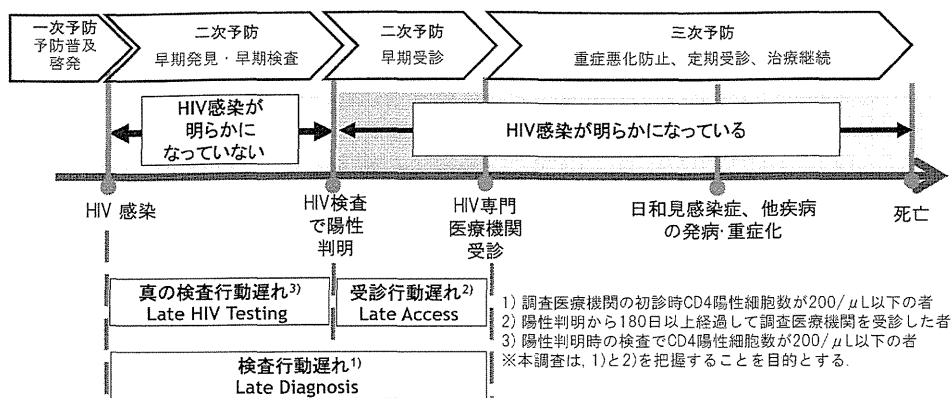 一次予防
予防普及
啓発
二次予防
早期発見・早期検査
二次予防
早期受診
三次予防
重症悪化防止、定期受診、治療継続
HIV感染が
明らかに
なっていない
HIV感染が明らかになっている
HIV 感染
HIV検査
で陽性
判明
HIV専門
医療機関
受診
日和見感染症、他疾病
の発病・重症化
死亡
真の検査行動遅れ3)
Late HIV Testing
受診行動遅れ2)
Late Access
検査行動遅れ1)
Late Diagnosis
1) 調査医療機関の初診時CD4陽性細胞数が200/μL以下の者
2) 陽性判明から180日以上経過して調査医療機関を受診した者
3) 陽性判明時の検査でCD4陽性細胞数が200/μL以下の者
※本調査は, 1)と2)を把握することを目的とする.